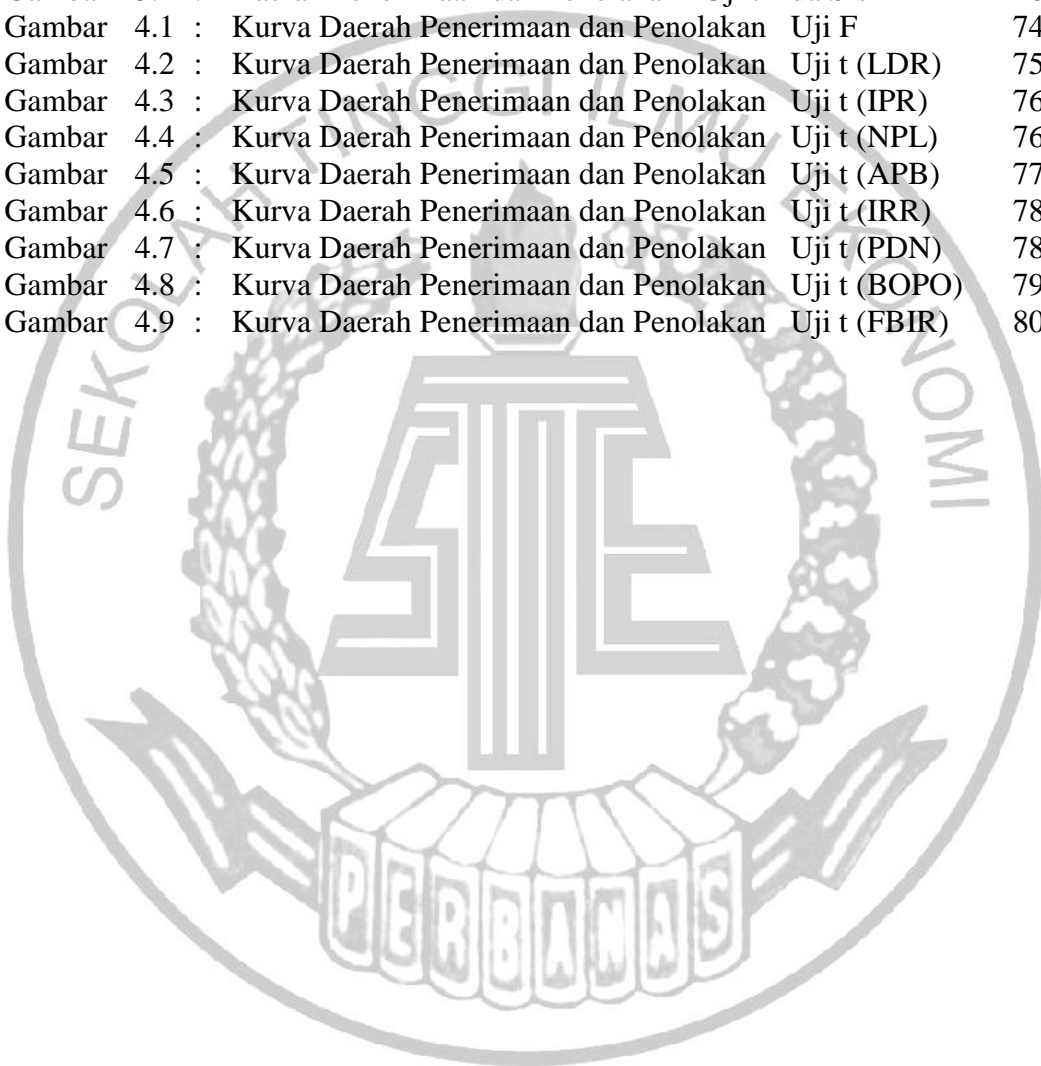 Gambar 4.1 : Kurva Daerah Penerimaan dan Penolakan Uji F 74
Gambar 4.2 : Kurva Daerah Penerimaan dan Penolakan Uji t (LDR) 75
Gambar 4.3 : Kurva Daerah Penerimaan dan Penolakan Uji t (IPR) 76
Gambar 4.4 : Kurva Daerah Penerimaan dan Penolakan Uji t (NPL) 76
Gambar 4.5 : Kurva Daerah Penerimaan dan Penolakan Uji t (APB) 77
Gambar 4.6 : Kurva Daerah Penerimaan dan Penolakan Uji t (IRR) 78
Gambar 4.7 : Kurva Daerah Penerimaan dan Penolakan Uji t (PDN) 78
Gambar 4.8 : Kurva Daerah Penerimaan dan Penolakan Uji t (BOPO) 79
Gambar 4.9 : Kurva Daerah Penerimaan dan Penolakan Uji t (FBIR) 80
SEKOLAH TINGGI ILMU EKONOMI
STIE
PERBANAS